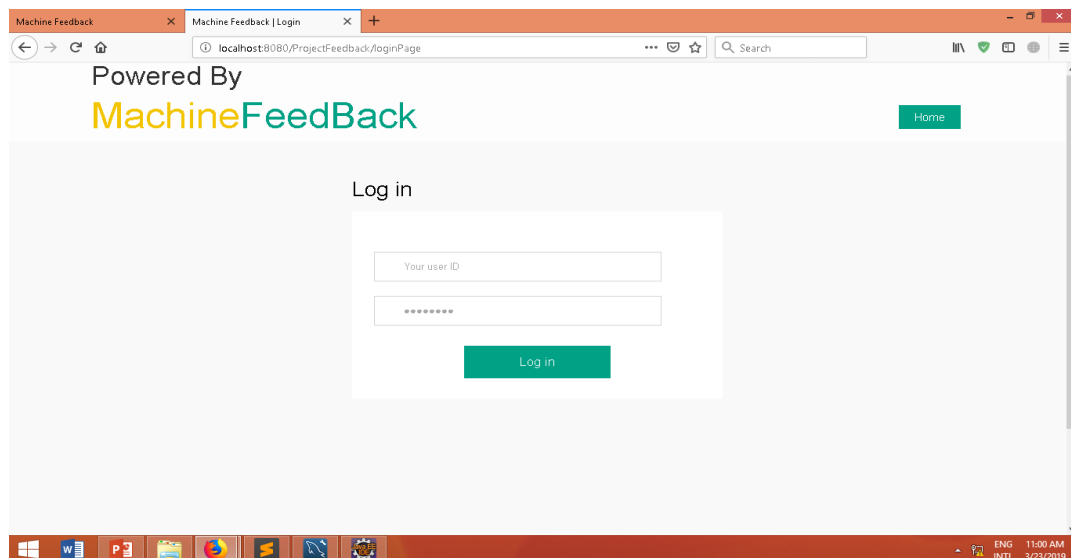 Machine Feedback
Machine Feedback | Login
localhost:8080/ProjectFeedback/loginPage
Search
Powered By
MachineFeedBack
Home
Log in
Your user ID
••••••••
Log in
ENG 11:00 AM
INTL 3/23/2019